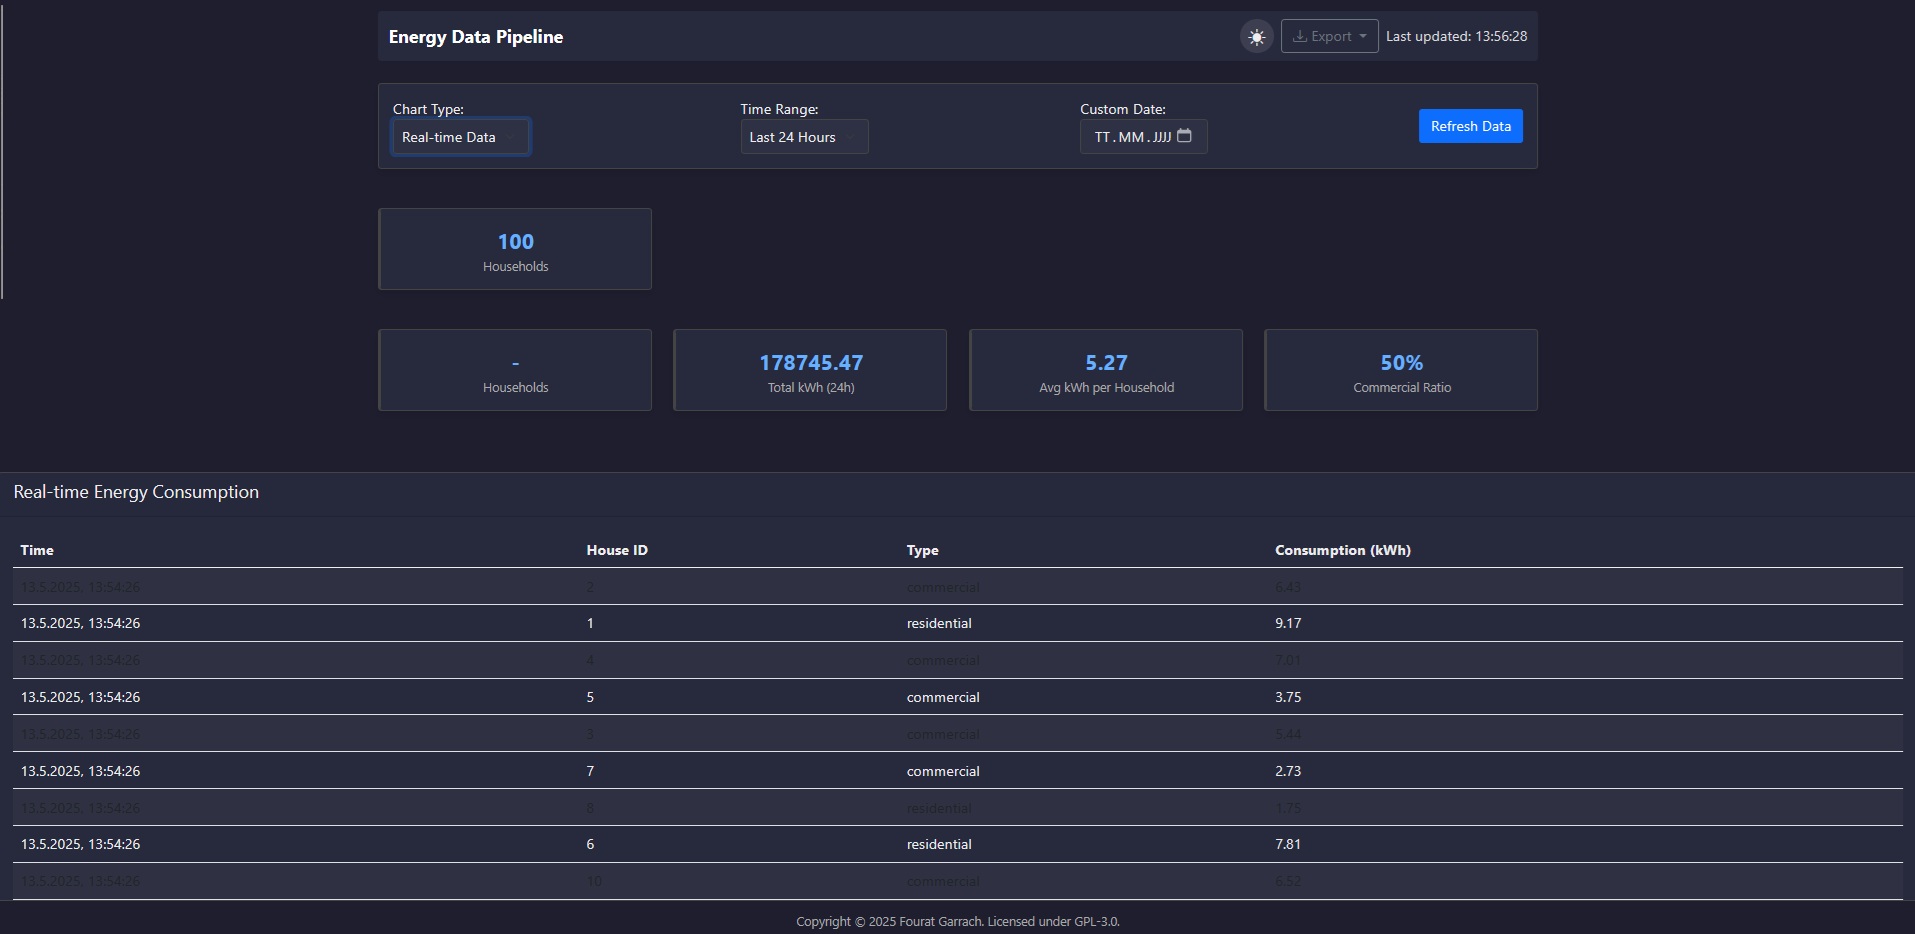 Energy Data Pipeline Export Last updated: 13:56:28
Chart Type: Time Range: Custom Date:
Real-time Data Last 24 Hours TT.MM.JJJJ Refresh Data
100
Households
- 178745.47 5.27 50%
Households Total kWh (24h) Avg kWh per Household Commercial Ratio
Real-time Energy Consumption
Time House ID Type Consumption (kWh)
13.5.2025, 13:54:26 2 commercial 6.43
13.5.2025, 13:54:26 1 residential 9.17
13.5.2025, 13:54:26 4 commercial 7.01
13.5.2025, 13:54:26 5 commercial 3.75
13.5.2025, 13:54:26 3 commercial 5.44
13.5.2025, 13:54:26 7 commercial 2.73
13.5.2025, 13:54:26 8 residential 1.75
13.5.2025, 13:54:26 6 residential 7.81
13.5.2025, 13:54:26 10 commercial 6.52
Copyright © 2025 Fourat Garrach. Licensed under GPL-3.0.